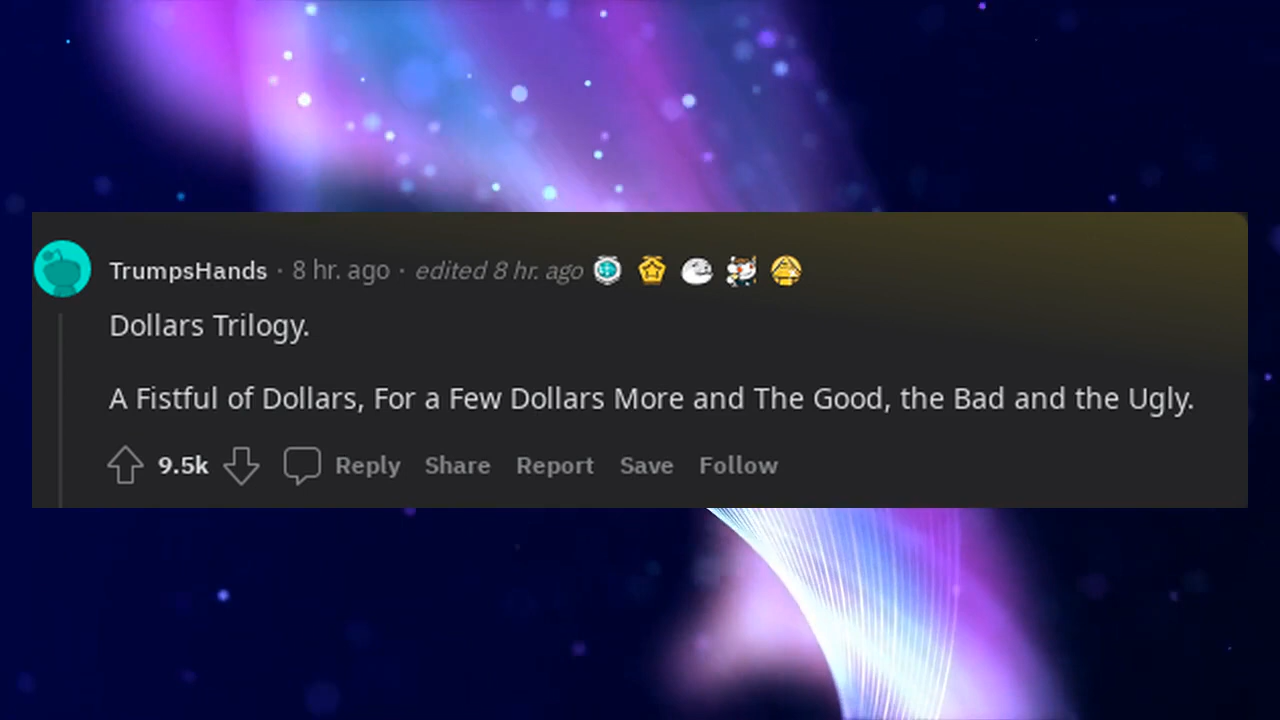 TrumpsHands · 8 hr. ago · edited 8 hr. ago
Dollars Trilogy.
A Fistful of Dollars, For a Few Dollars More and The Good, the Bad and the Ugly.
9.5k Reply Share Report Save Follow